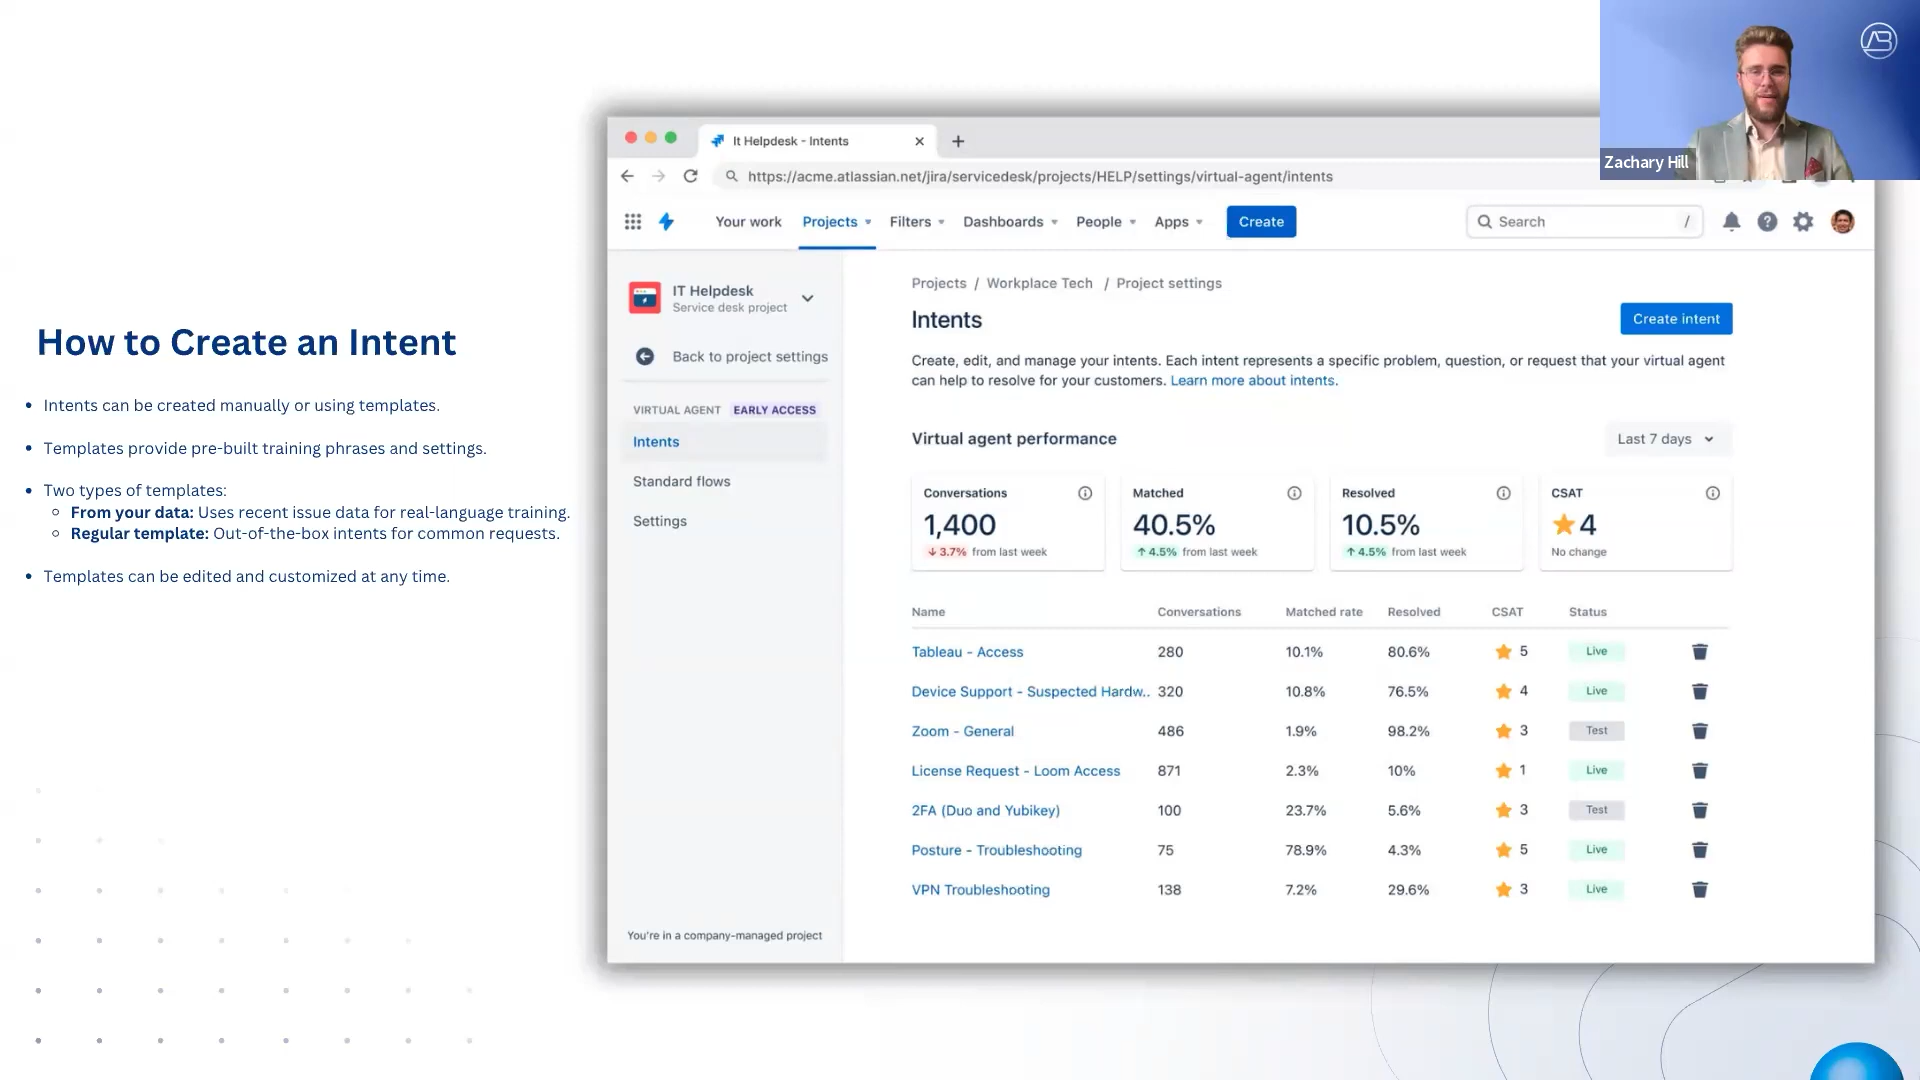 How to Create an Intent
Intents can be created manually or using templates.
Templates provide pre-built training phrases and settings.
Two types of templates:
From your data: Uses recent issue data for real-language training.
Regular template: Out-of-the-box intents for common requests.
Templates can be edited and customized at any time.
It Helpdesk - Intents
https://acme.atlassian.net/jira/servicedesk/projects/HELP/settings/virtual-agent/intents
Your work Projects Filters Dashboards People Apps Create Search /
IT Helpdesk
Service desk project
Back to project settings
VIRTUAL AGENT EARLY ACCESS
Intents
Standard flows
Settings
You're in a company-managed project
Projects / Workplace Tech / Project settings
Intents
Create intent
Create, edit, and manage your intents. Each intent represents a specific problem, question, or request that your virtual agent
can help to resolve for your customers. Learn more about intents.
Virtual agent performance
Last 7 days
Conversations
1,400
3.7% from last week
Matched
40.5%
4.5% from last week
Resolved
10.5%
4.5% from last week
CSAT
4
No change
Name Conversations Matched rate Resolved CSAT Status
Tableau - Access 280 10.1% 80.6% 5 Live
Device Support - Suspected Hardw.. 320 10.8% 76.5% 4 Live
Zoom - General 486 1.9% 98.2% 3 Test
License Request - Loom Access 871 2.3% 10% 1 Live
2FA (Duo and Yubikey) 100 23.7% 5.6% 3 Test
Posture - Troubleshooting 75 78.9% 4.3% 5 Live
VPN Troubleshooting 138 7.2% 29.6% 3 Live
Zachary Hill